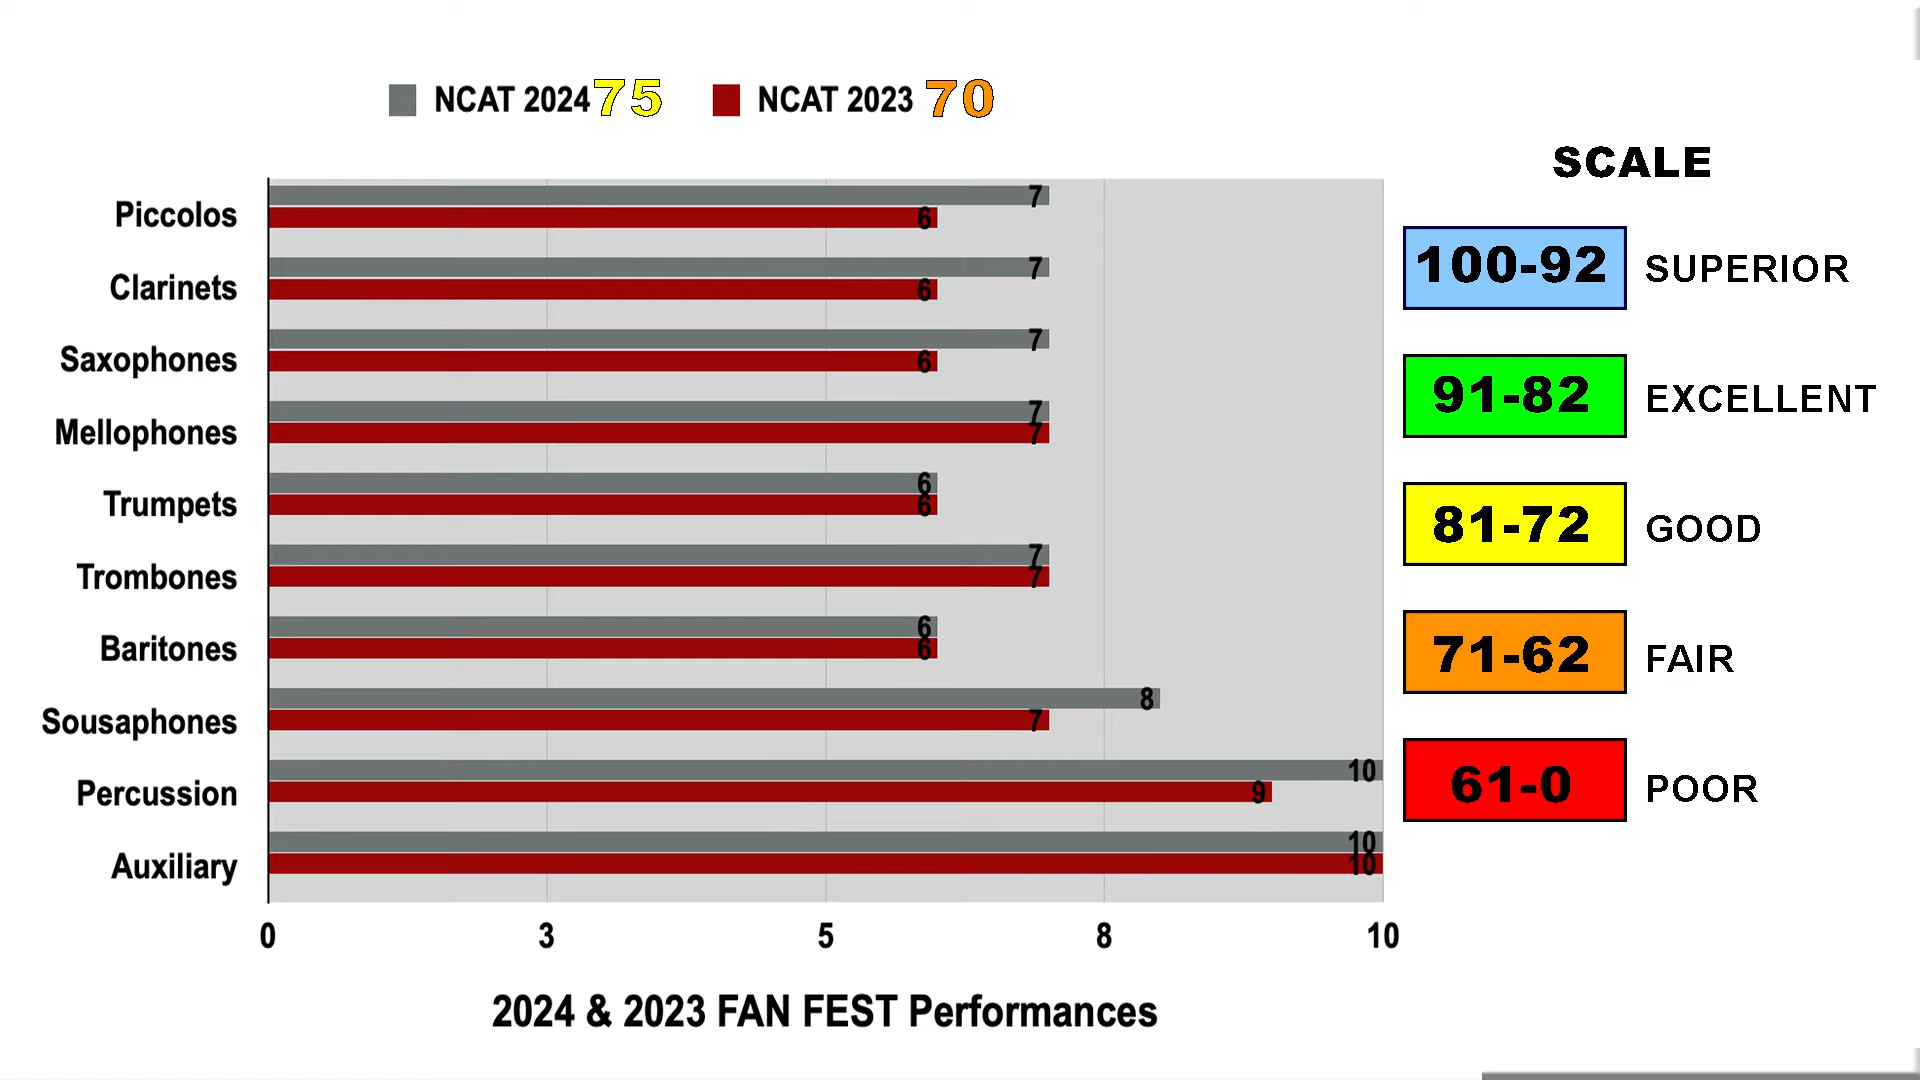 NCAT 2024 75 NCAT 2023 70
SCALE
Piccolos 7 6
Clarinets 7 6
Saxophones 7 6
Mellophones 7 7
Trumpets 6 6
Trombones 7 7
Baritones 6 6
Sousaphones 8 7
Percussion 10 9
Auxiliary 10 10
0 3 5 8 10
2024 & 2023 FAN FEST Performances
100-92 SUPERIOR
91-82 EXCELLENT
81-72 GOOD
71-62 FAIR
61-0 POOR